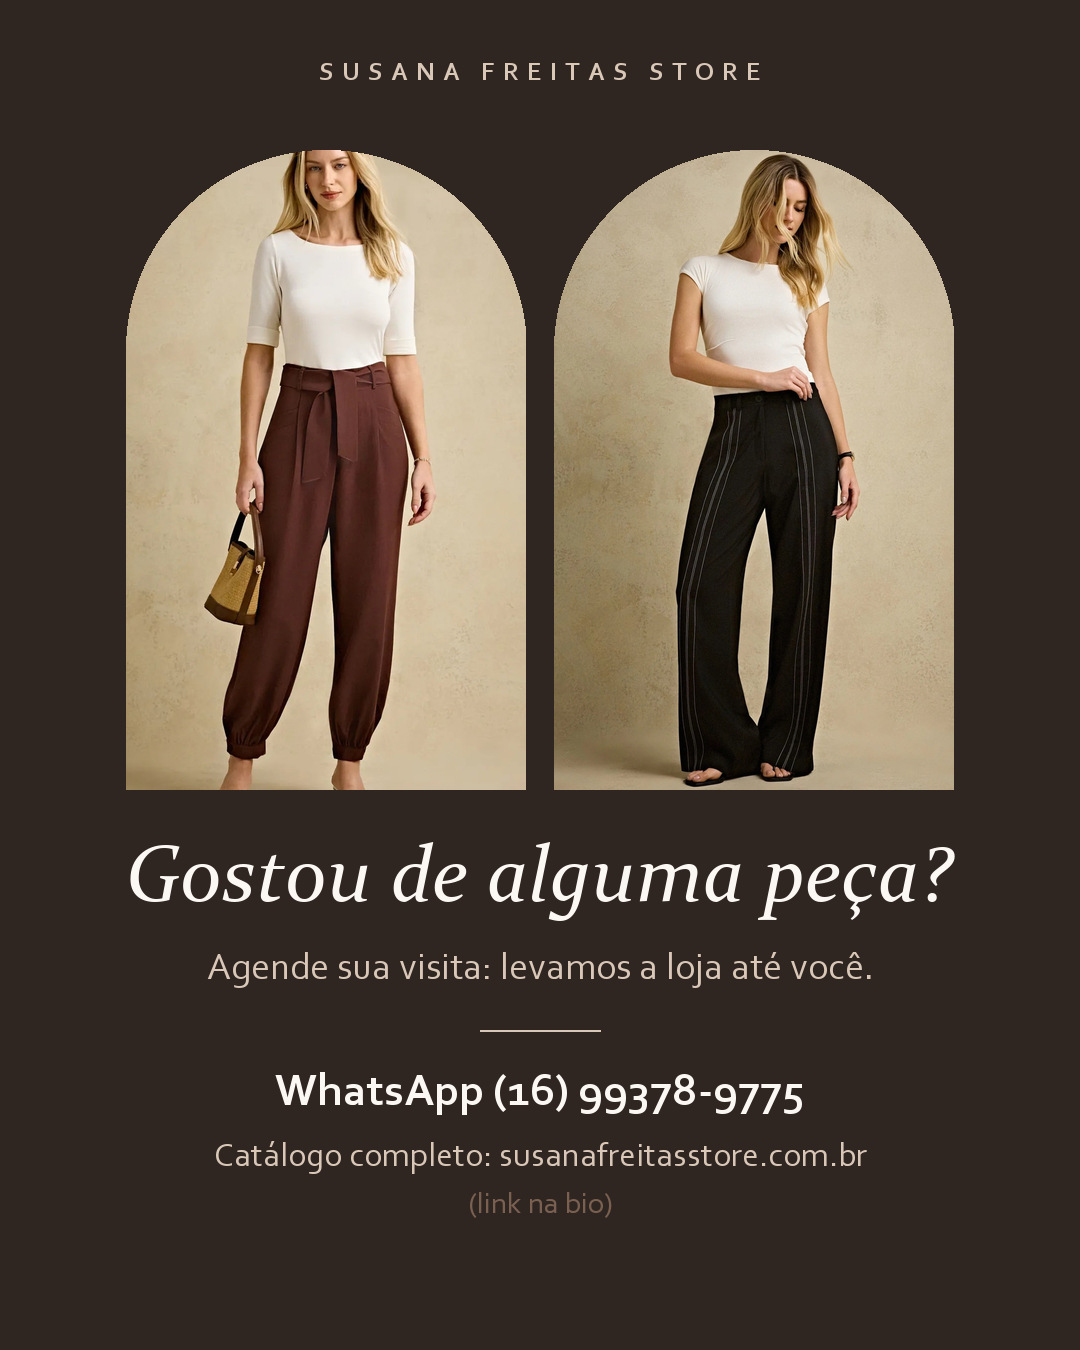 SUSANA FREITAS STORE
Gostou de alguma peça?
Agende sua visita: levamos a loja até você.
WhatsApp (16) 99378-9775
Catálogo completo: susanafreitasstore.com.br
(link na bio)